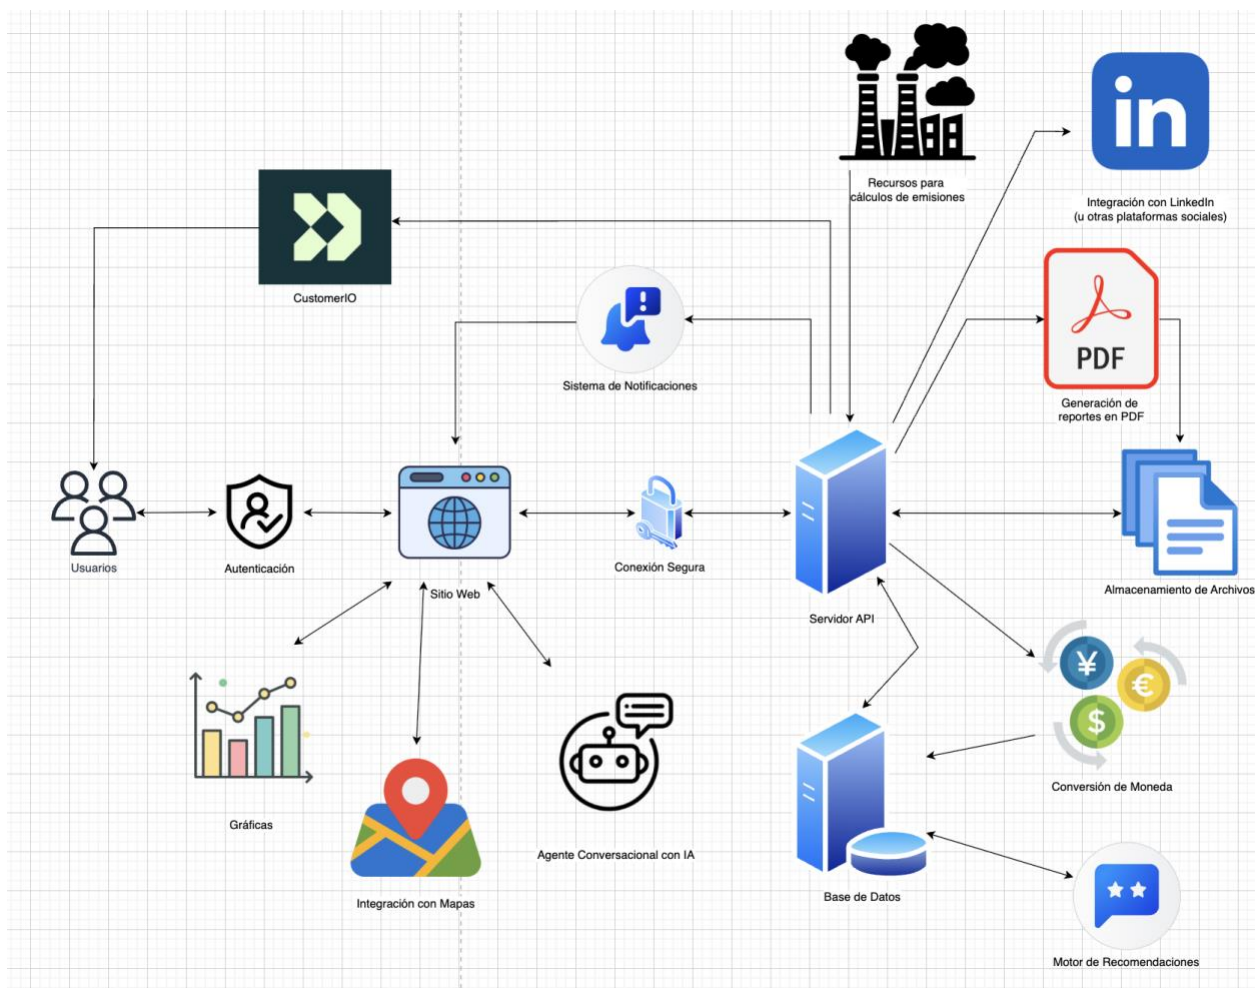 in
Recursos para
cálculos de emisiones
Integración con LinkedIn
(u otras plataformas sociales)
CustomerIO
PDF
Sistema de Notificaciones
Generación de
reportes en PDF
Usuarios
Autenticación
Sitio Web
Conexión Segura
Servidor API
Almacenamiento de Archivos
¥
€
$
Conversión de Moneda
Gráficas
Agente Conversacional con IA
Integración con Mapas
Base de Datos
Motor de Recomendaciones